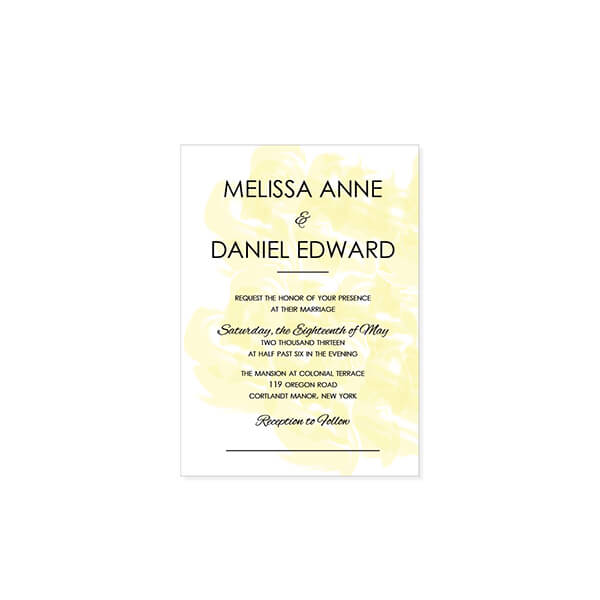 MELISSA ANNE
&
DANIEL EDWARD
REQUEST THE HONOR OF YOUR PRESENCE
AT THEIR MARRIAGE
Saturday, the Eighteenth of May
TWO THOUSAND THIRTEEN
AT HALF PAST SIX IN THE EVENING
THE MANSION AT COLONIAL TERRACE
119 OREGON ROAD
CORTLANDT MANOR, NEW YORK
Reception to Follow